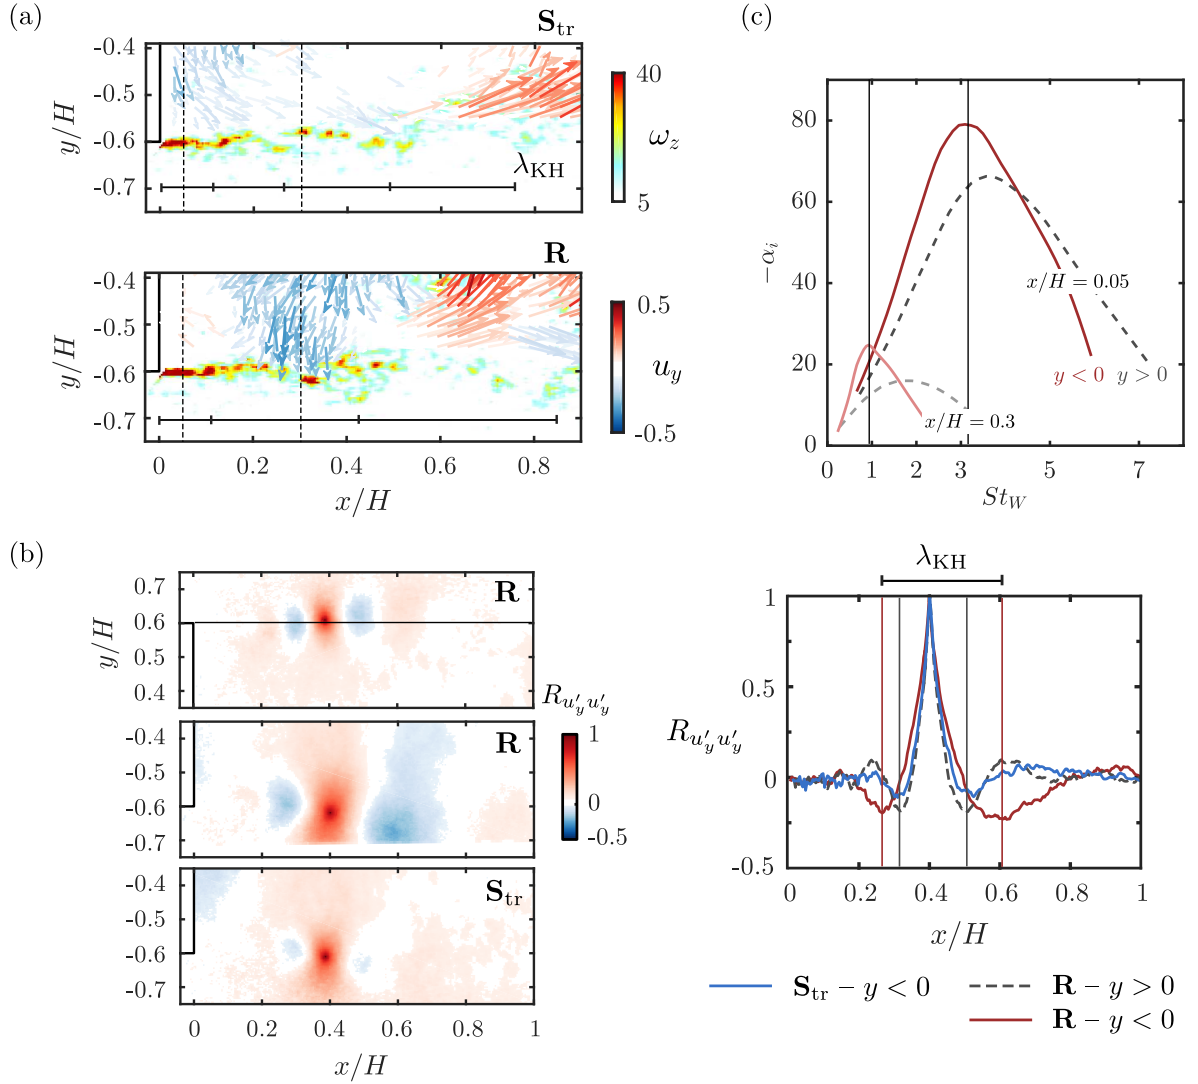 (a)
S_tr
-0.4
-0.5
-0.6
-0.7
y/H
λ_KH
40
ω_z
5
R
-0.4
-0.5
-0.6
-0.7
y/H
0 0.2 0.4 0.6 0.8
x/H
0.5
u_y
-0.5
(c)
80
60
40
20
0
-α_i
x/H = 0.05
y < 0 y > 0
x/H = 0.3
0 1 2 3 5 7
St_W
(b)
R
0.7
0.6
0.5
0.4
y/H
R
-0.4
-0.5
-0.6
-0.7
R_{u'_y u'_y}
1
0
-0.5
S_tr
-0.4
-0.5
-0.6
-0.7
0 0.2 0.4 0.6 0.8 1
x/H
λ_KH
1
0.5
0
-0.5
R_{u'_y u'_y}
0 0.2 0.4 0.6 0.8 1
x/H
S_tr – y < 0
R – y > 0
R – y < 0